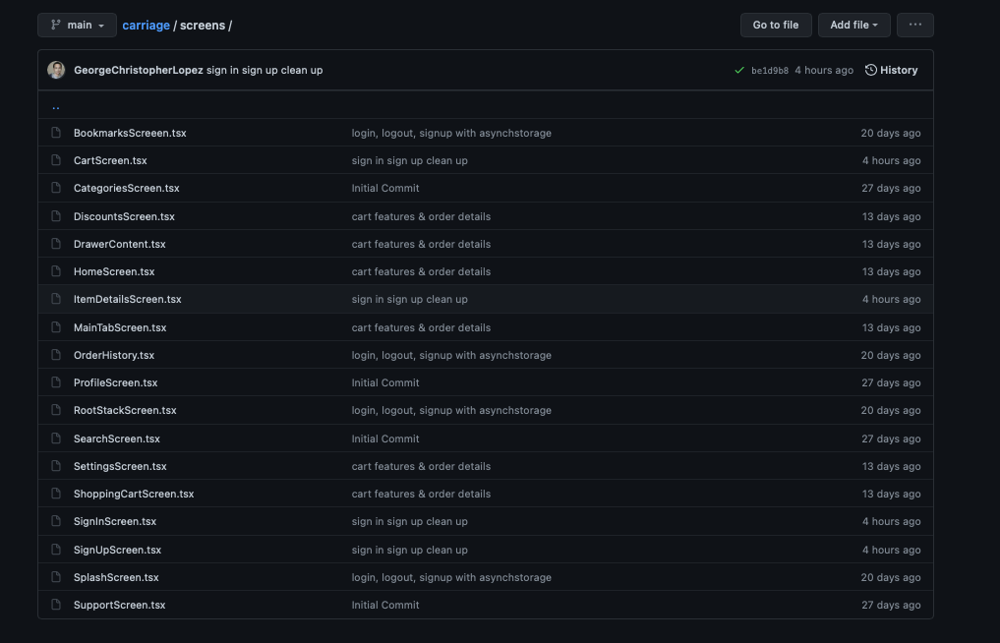 main
carriage / screens /
Go to file
Add file
...
GeorgeChristopherLopez sign in sign up clean up
be1d9b8 4 hours ago History
..
BookmarksScreeen.tsx login, logout, signup with asynchstorage 20 days ago
CartScreen.tsx sign in sign up clean up 4 hours ago
CategoriesScreen.tsx Initial Commit 27 days ago
DiscountsScreen.tsx cart features & order details 13 days ago
DrawerContent.tsx cart features & order details 13 days ago
HomeScreen.tsx cart features & order details 13 days ago
ItemDetailsScreen.tsx sign in sign up clean up 4 hours ago
MainTabScreen.tsx cart features & order details 13 days ago
OrderHistory.tsx login, logout, signup with asynchstorage 20 days ago
ProfileScreen.tsx Initial Commit 27 days ago
RootStackScreen.tsx login, logout, signup with asynchstorage 20 days ago
SearchScreen.tsx Initial Commit 27 days ago
SettingsScreen.tsx cart features & order details 13 days ago
ShoppingCartScreen.tsx cart features & order details 13 days ago
SignInScreen.tsx sign in sign up clean up 4 hours ago
SignUpScreen.tsx sign in sign up clean up 4 hours ago
SplashScreen.tsx login, logout, signup with asynchstorage 20 days ago
SupportScreen.tsx Initial Commit 27 days ago